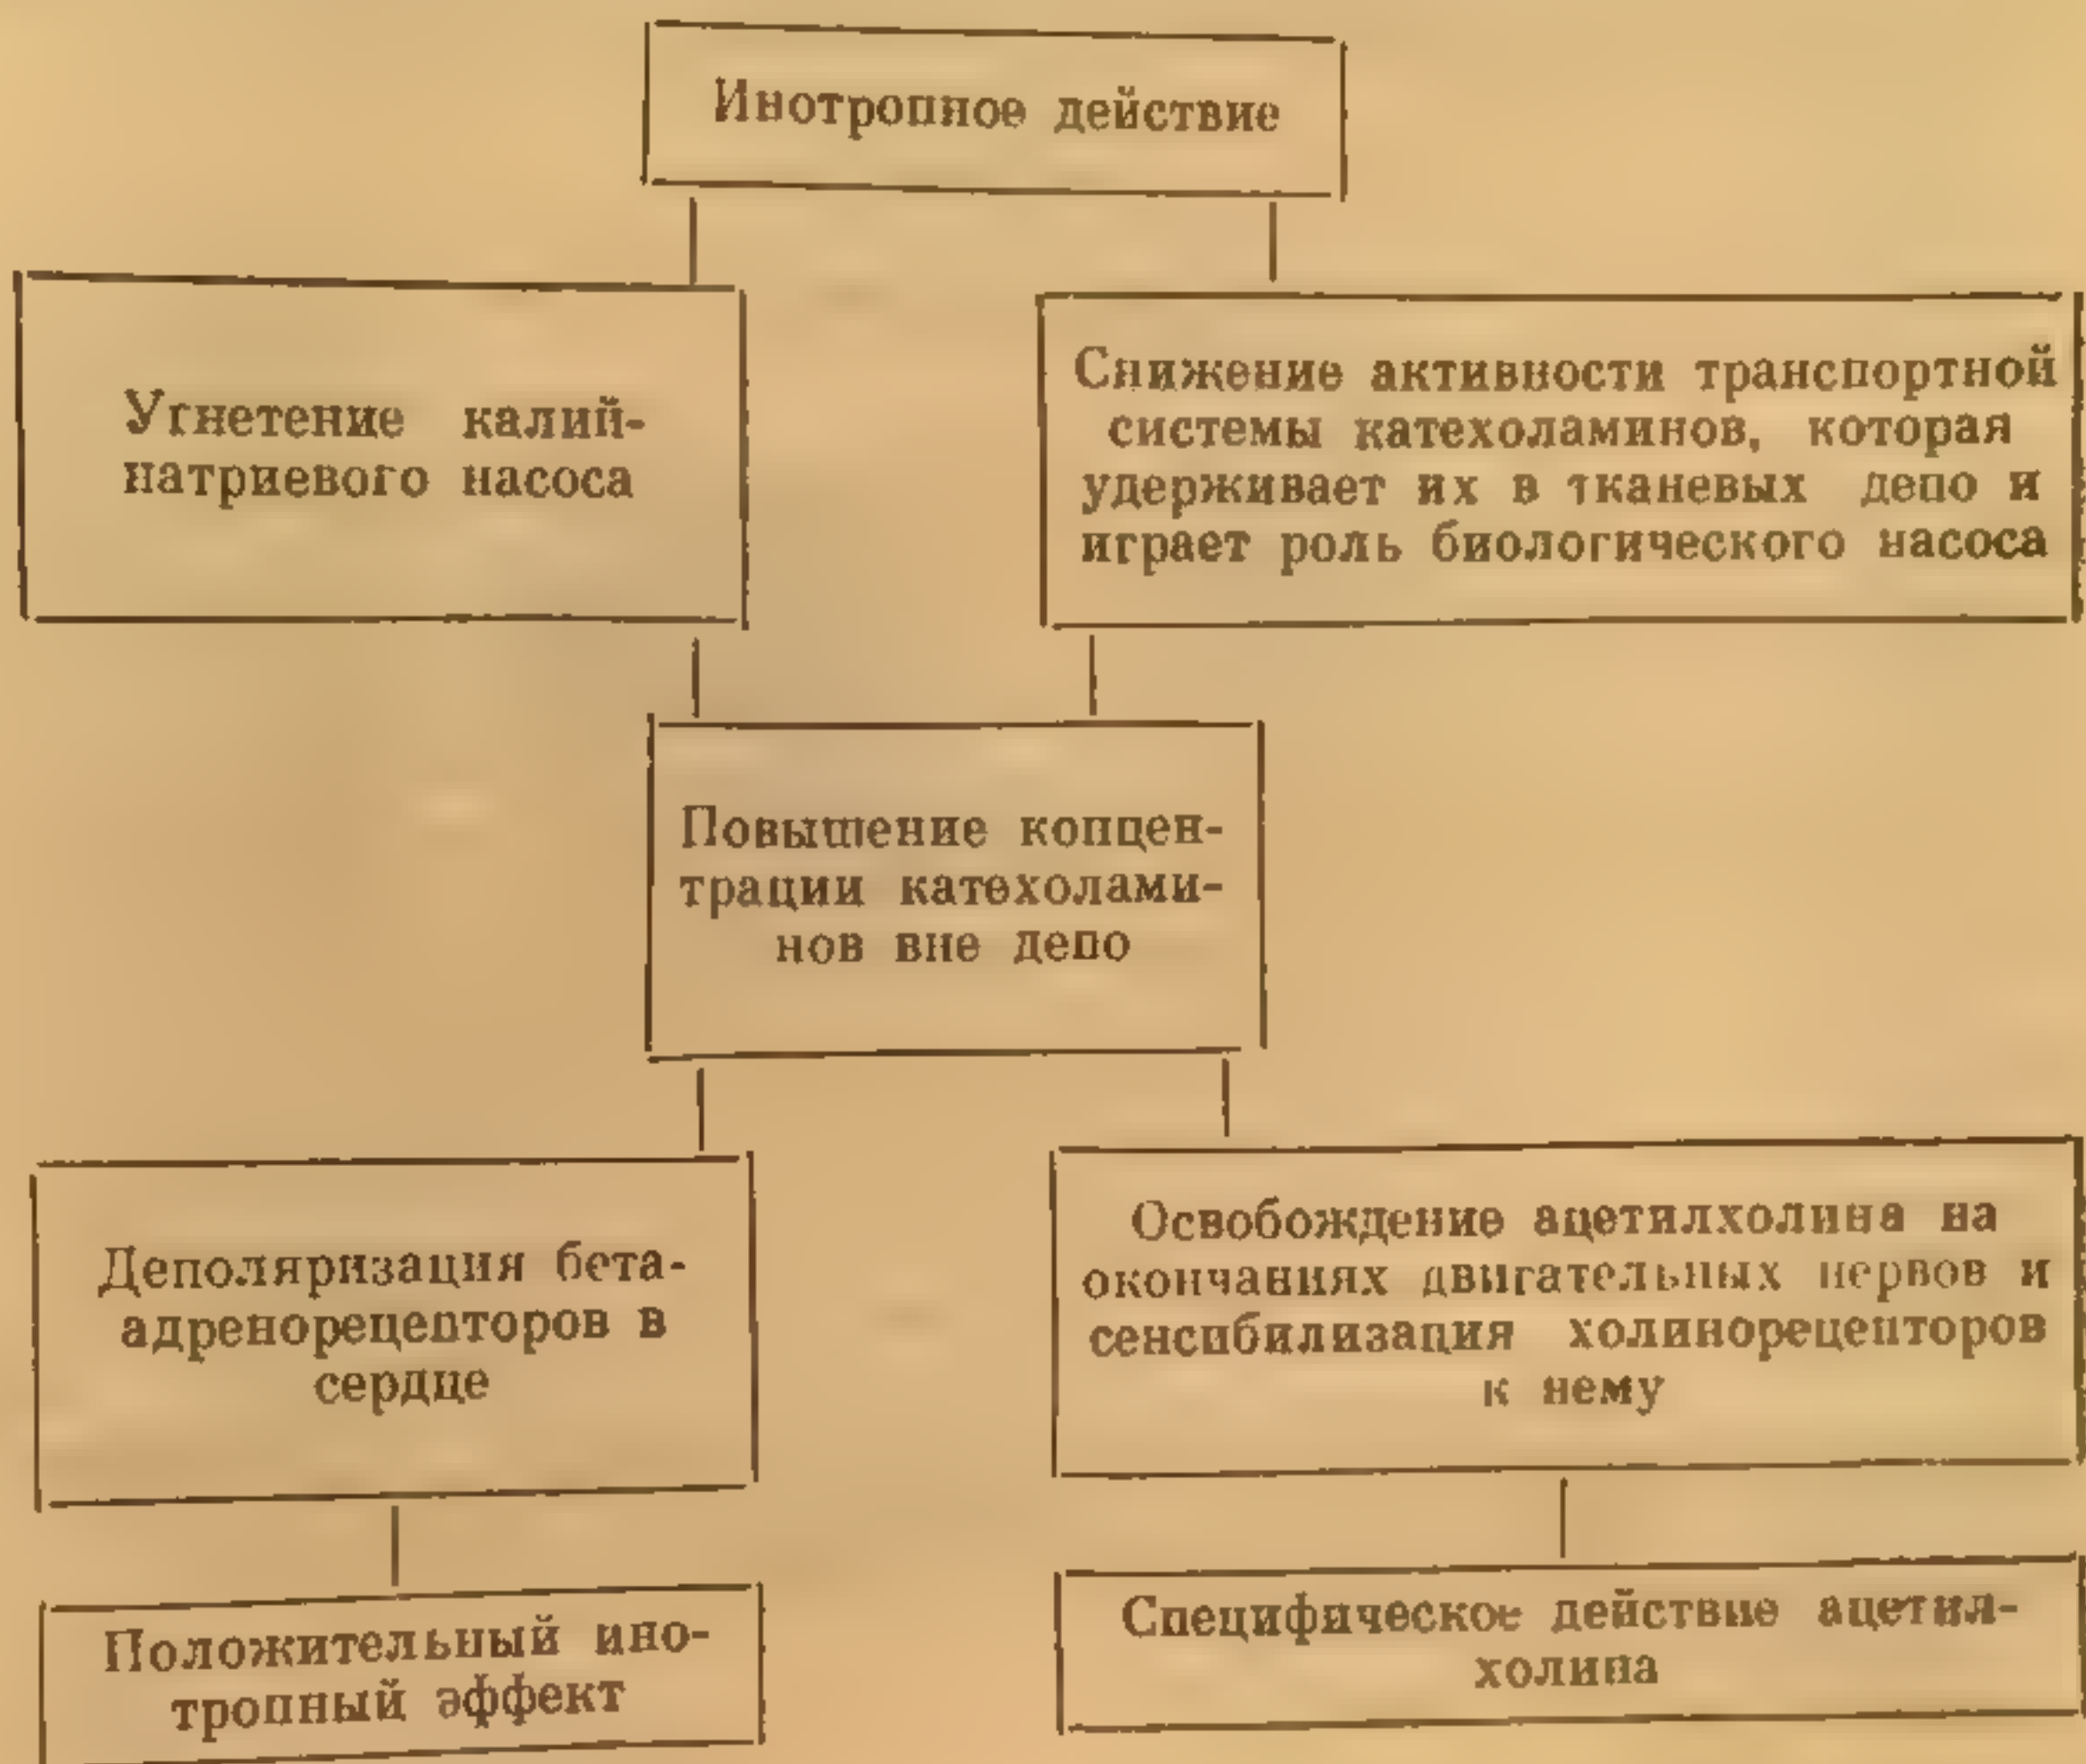 Инотропное действие
Угнетение калий-
натриевого насоса
Снижение активности транспортной
системы катехоламинов, которая
удерживает их в тканевых депо и
играет роль биологического насоса
Повышение концен-
трации катехолами-
нов вне депо
Деполяризация бета-
адренорецепторов в
сердце
Освобождение ацетилхолина на
окончаниях двигательных нервов и
сенсибилизация холинорецепторов
к нему
Положительный ино-
тропный эффект
Специфическое действие ацетил-
холина